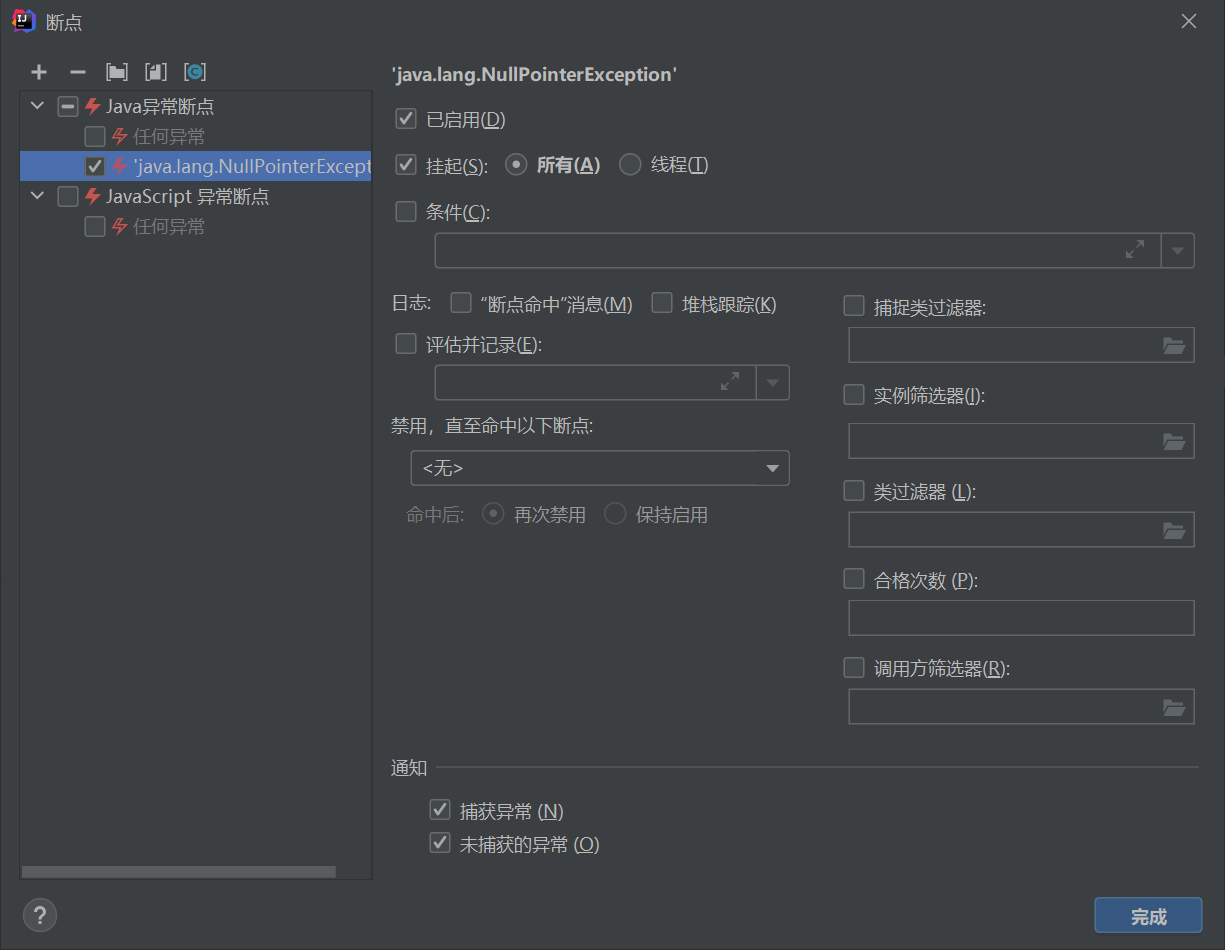 断点
Java异常断点
任何异常
'java.lang.NullPointerExcept
JavaScript 异常断点
任何异常
'java.lang.NullPointerException'
已启用(D)
挂起(S): 所有(A) 线程(T)
条件(C):
日志: “断点命中”消息(M) 堆栈跟踪(K)
评估并记录(E):
禁用，直至命中以下断点:
<无>
命中后: 再次禁用 保持启用
捕捉类过滤器:
实例筛选器(I):
类过滤器 (L):
合格次数 (P):
调用方筛选器(R):
通知
捕获异常 (N)
未捕获的异常 (O)
?
完成